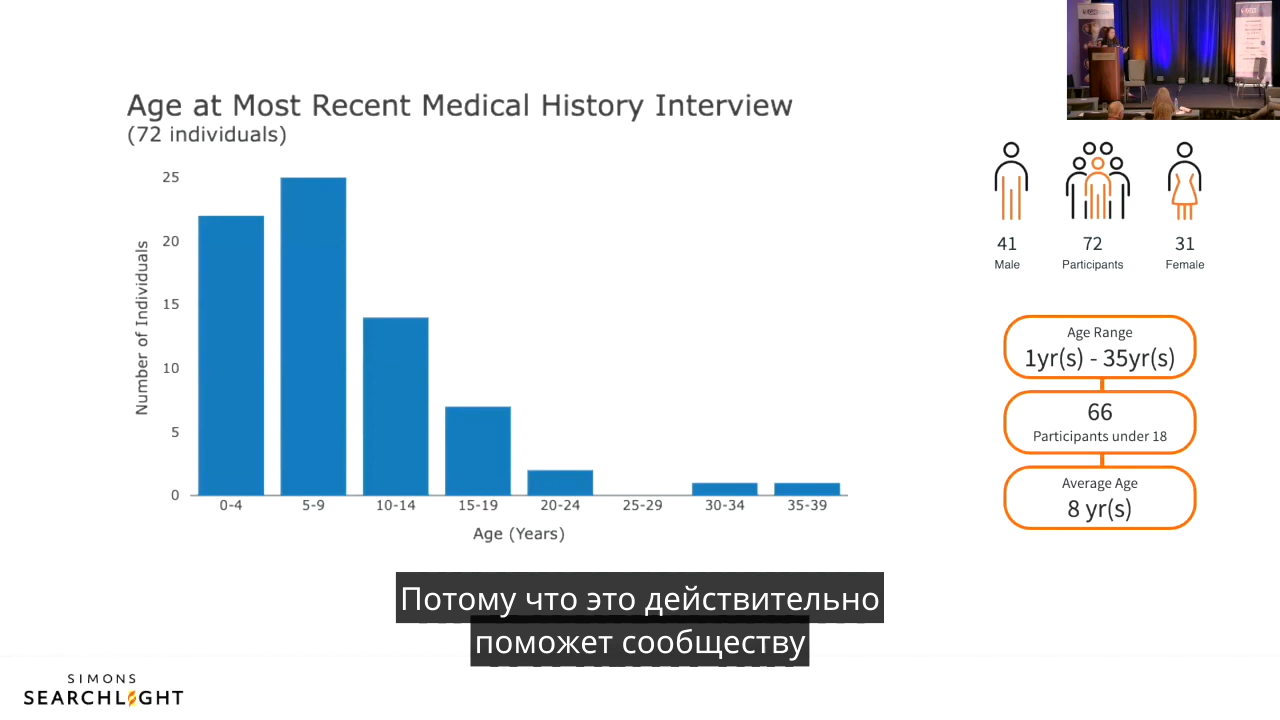 Age at Most Recent Medical History Interview
(72 individuals)
25
20
15
10
5
0
Number of Individuals
0-4 5-9 10-14 15-19 20-24 25-29 30-34 35-39
Age (Years)
41 72 31
Male Participants Female
Age Range
1yr(s) - 35yr(s)
66
Participants under 18
Average Age
8 yr(s)
Потому что это действительно
поможет сообществу
SIMONS
SEARCHLIGHT